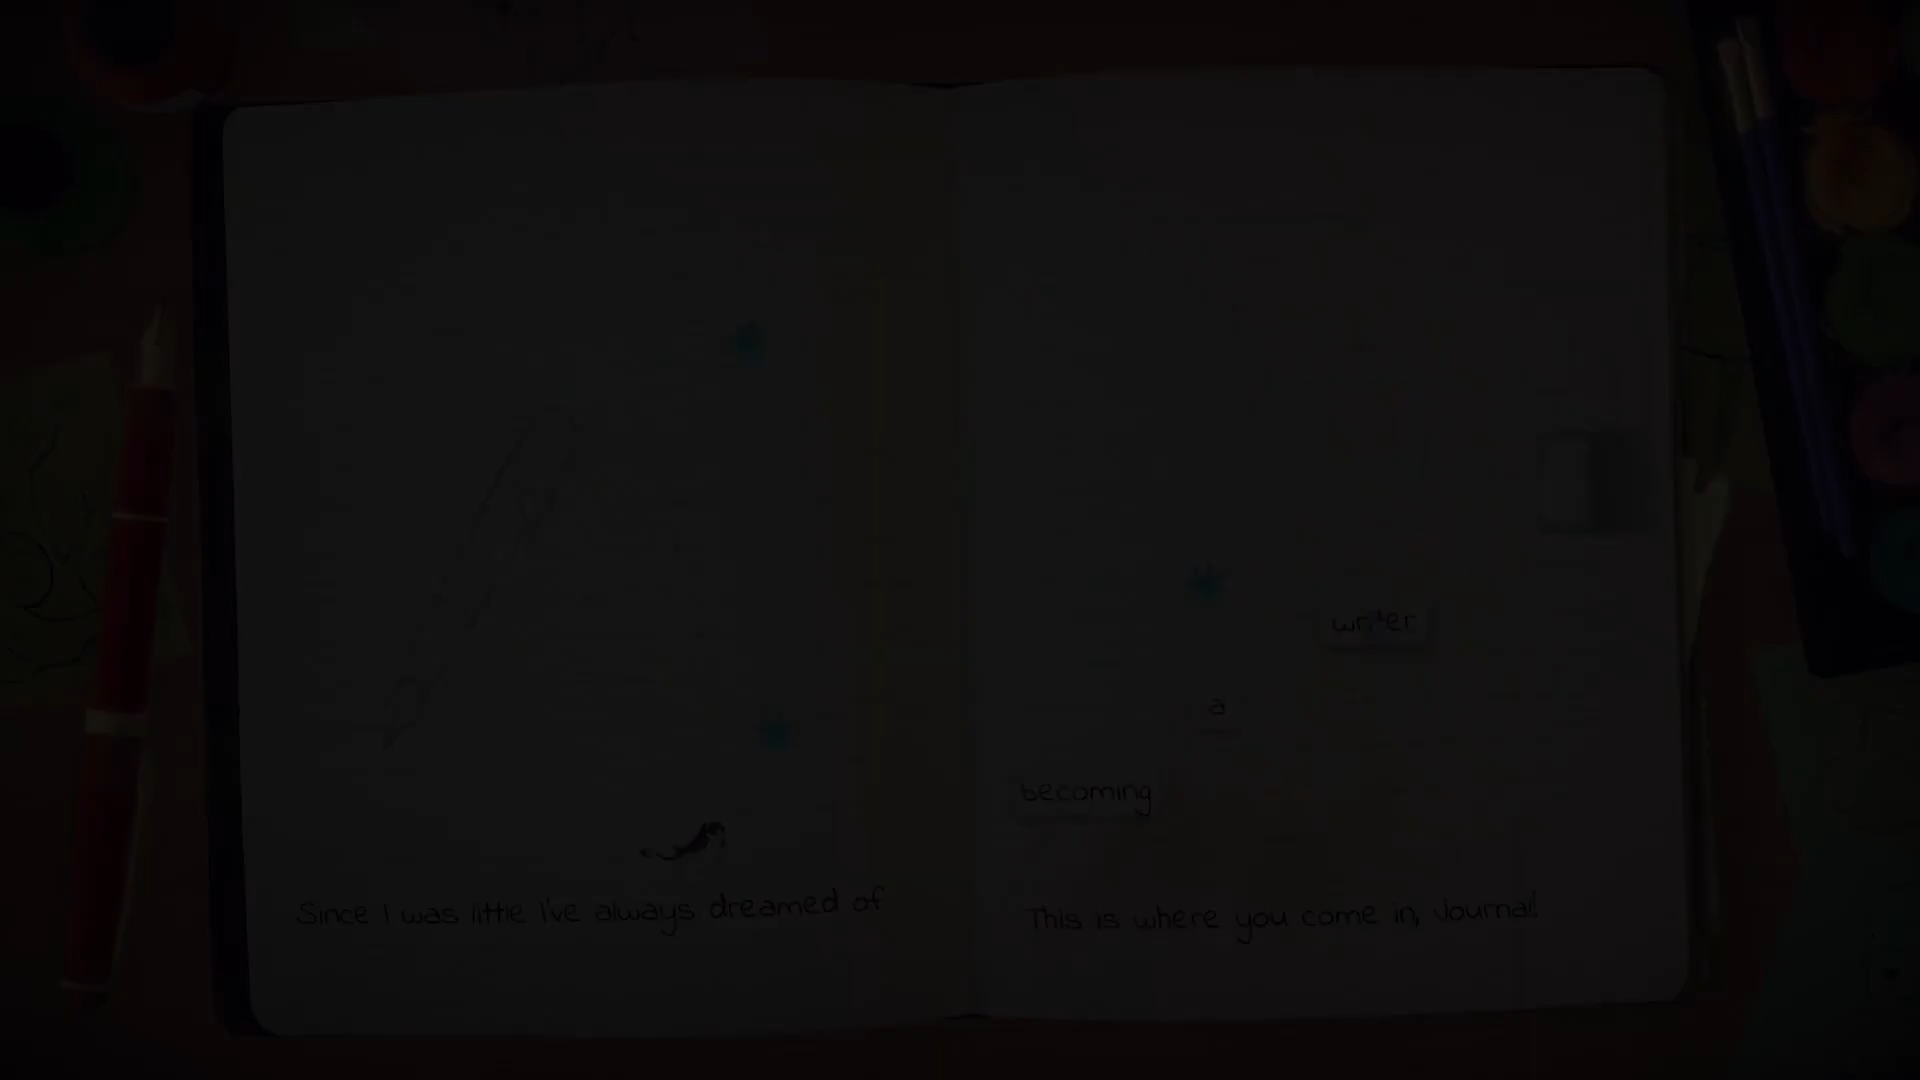 Since I was little I've always dreamed of
becoming
a
writer
This is where you come in, Journal!